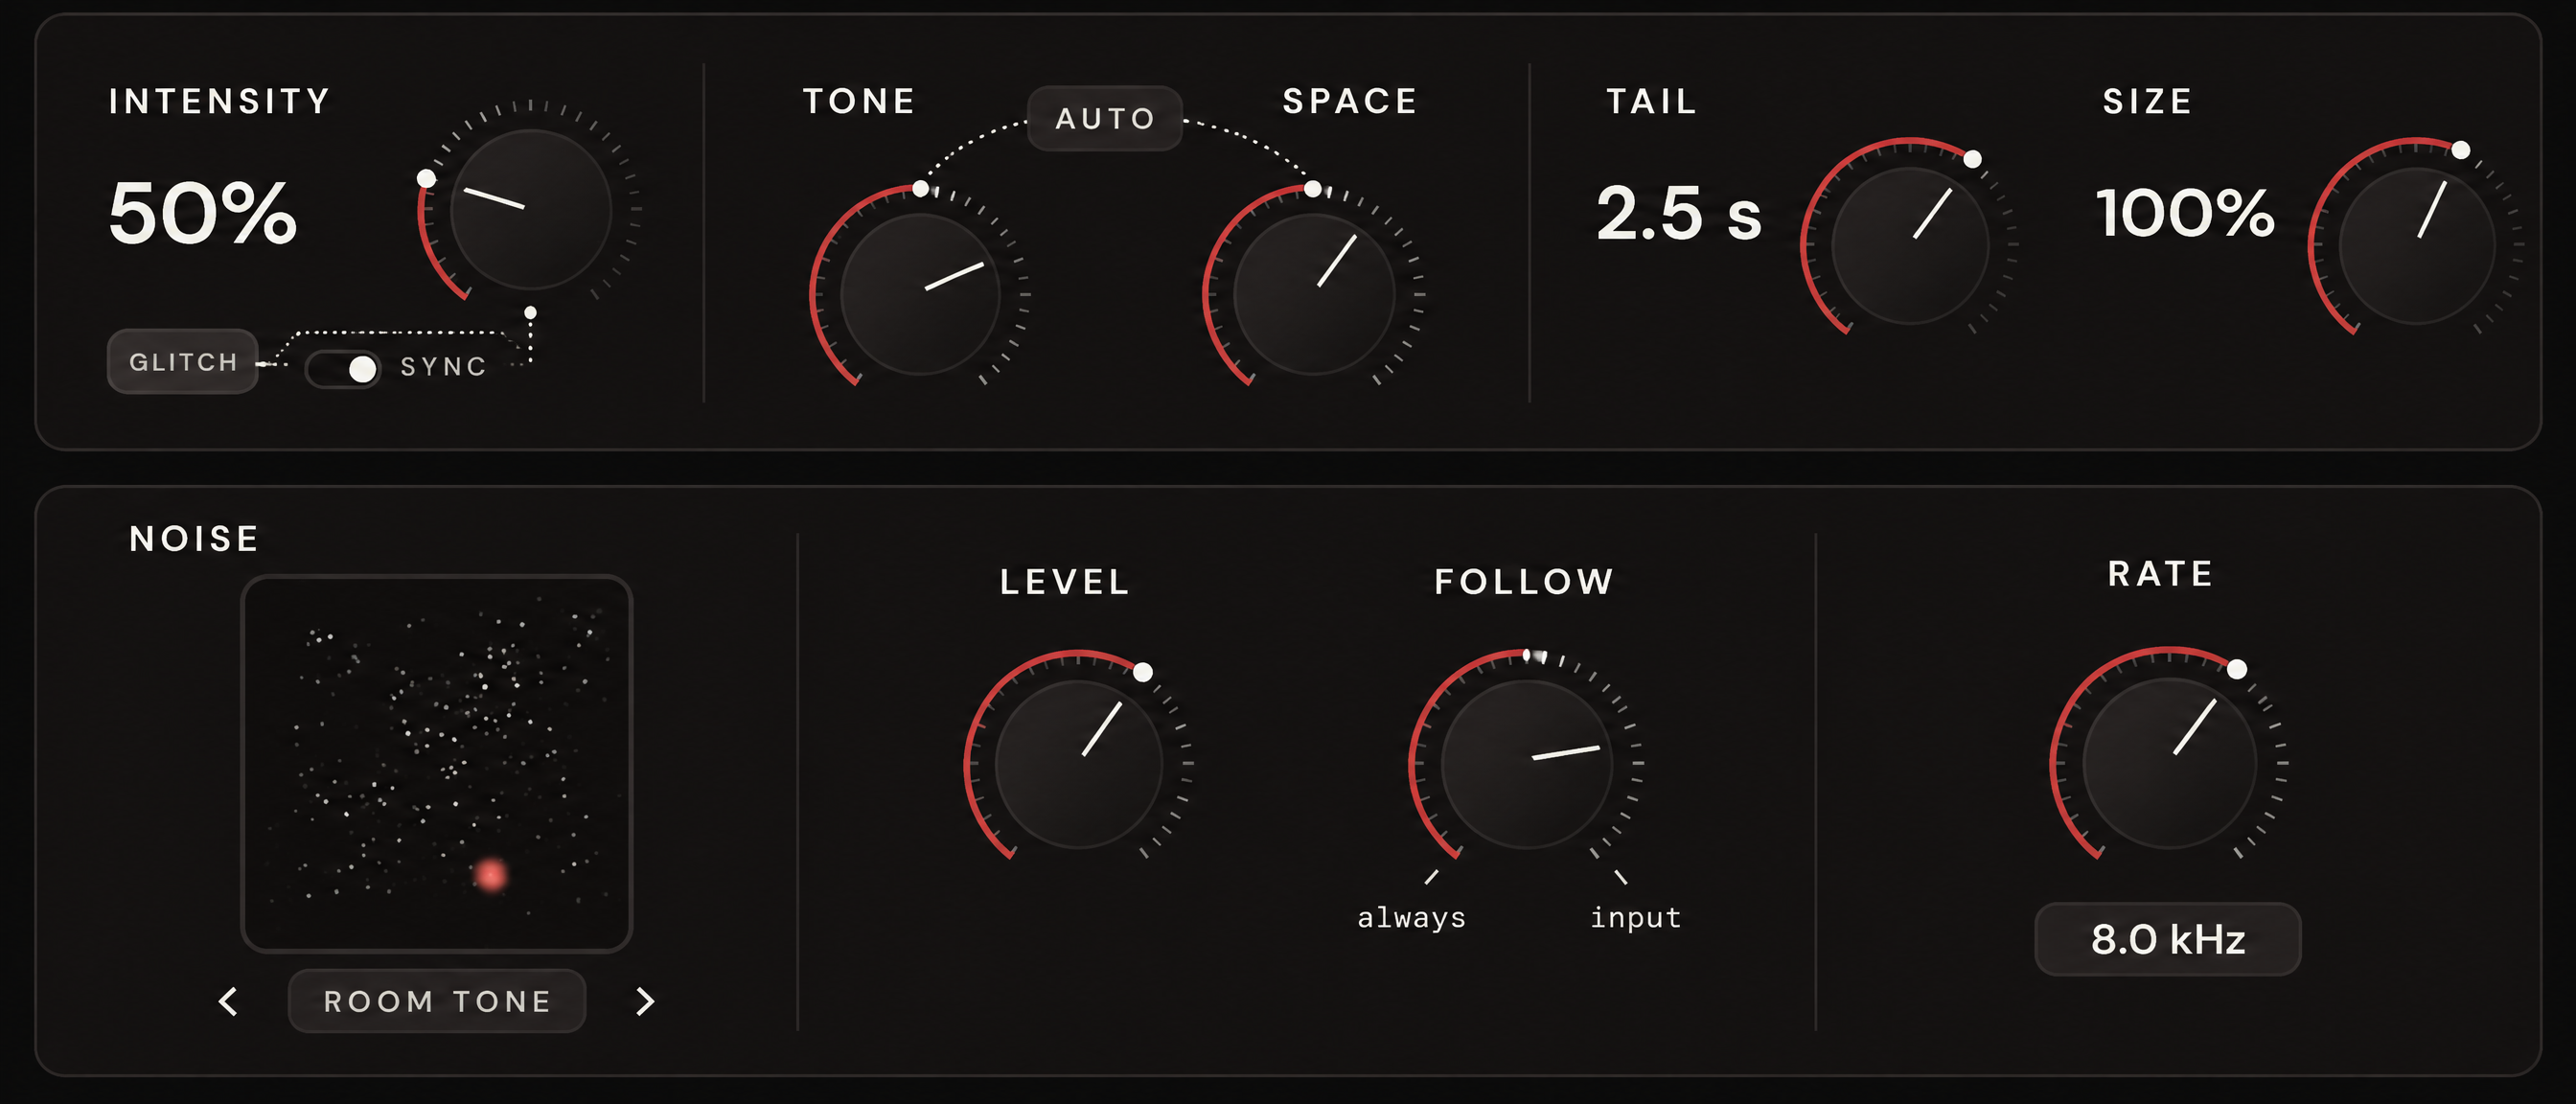 INTENSITY
TONE
AUTO
SPACE
TAIL
SIZE
50%
2.5 s
100%
GLITCH
SYNC
NOISE
LEVEL
FOLLOW
RATE
always
input
8.0 kHz
ROOM TONE